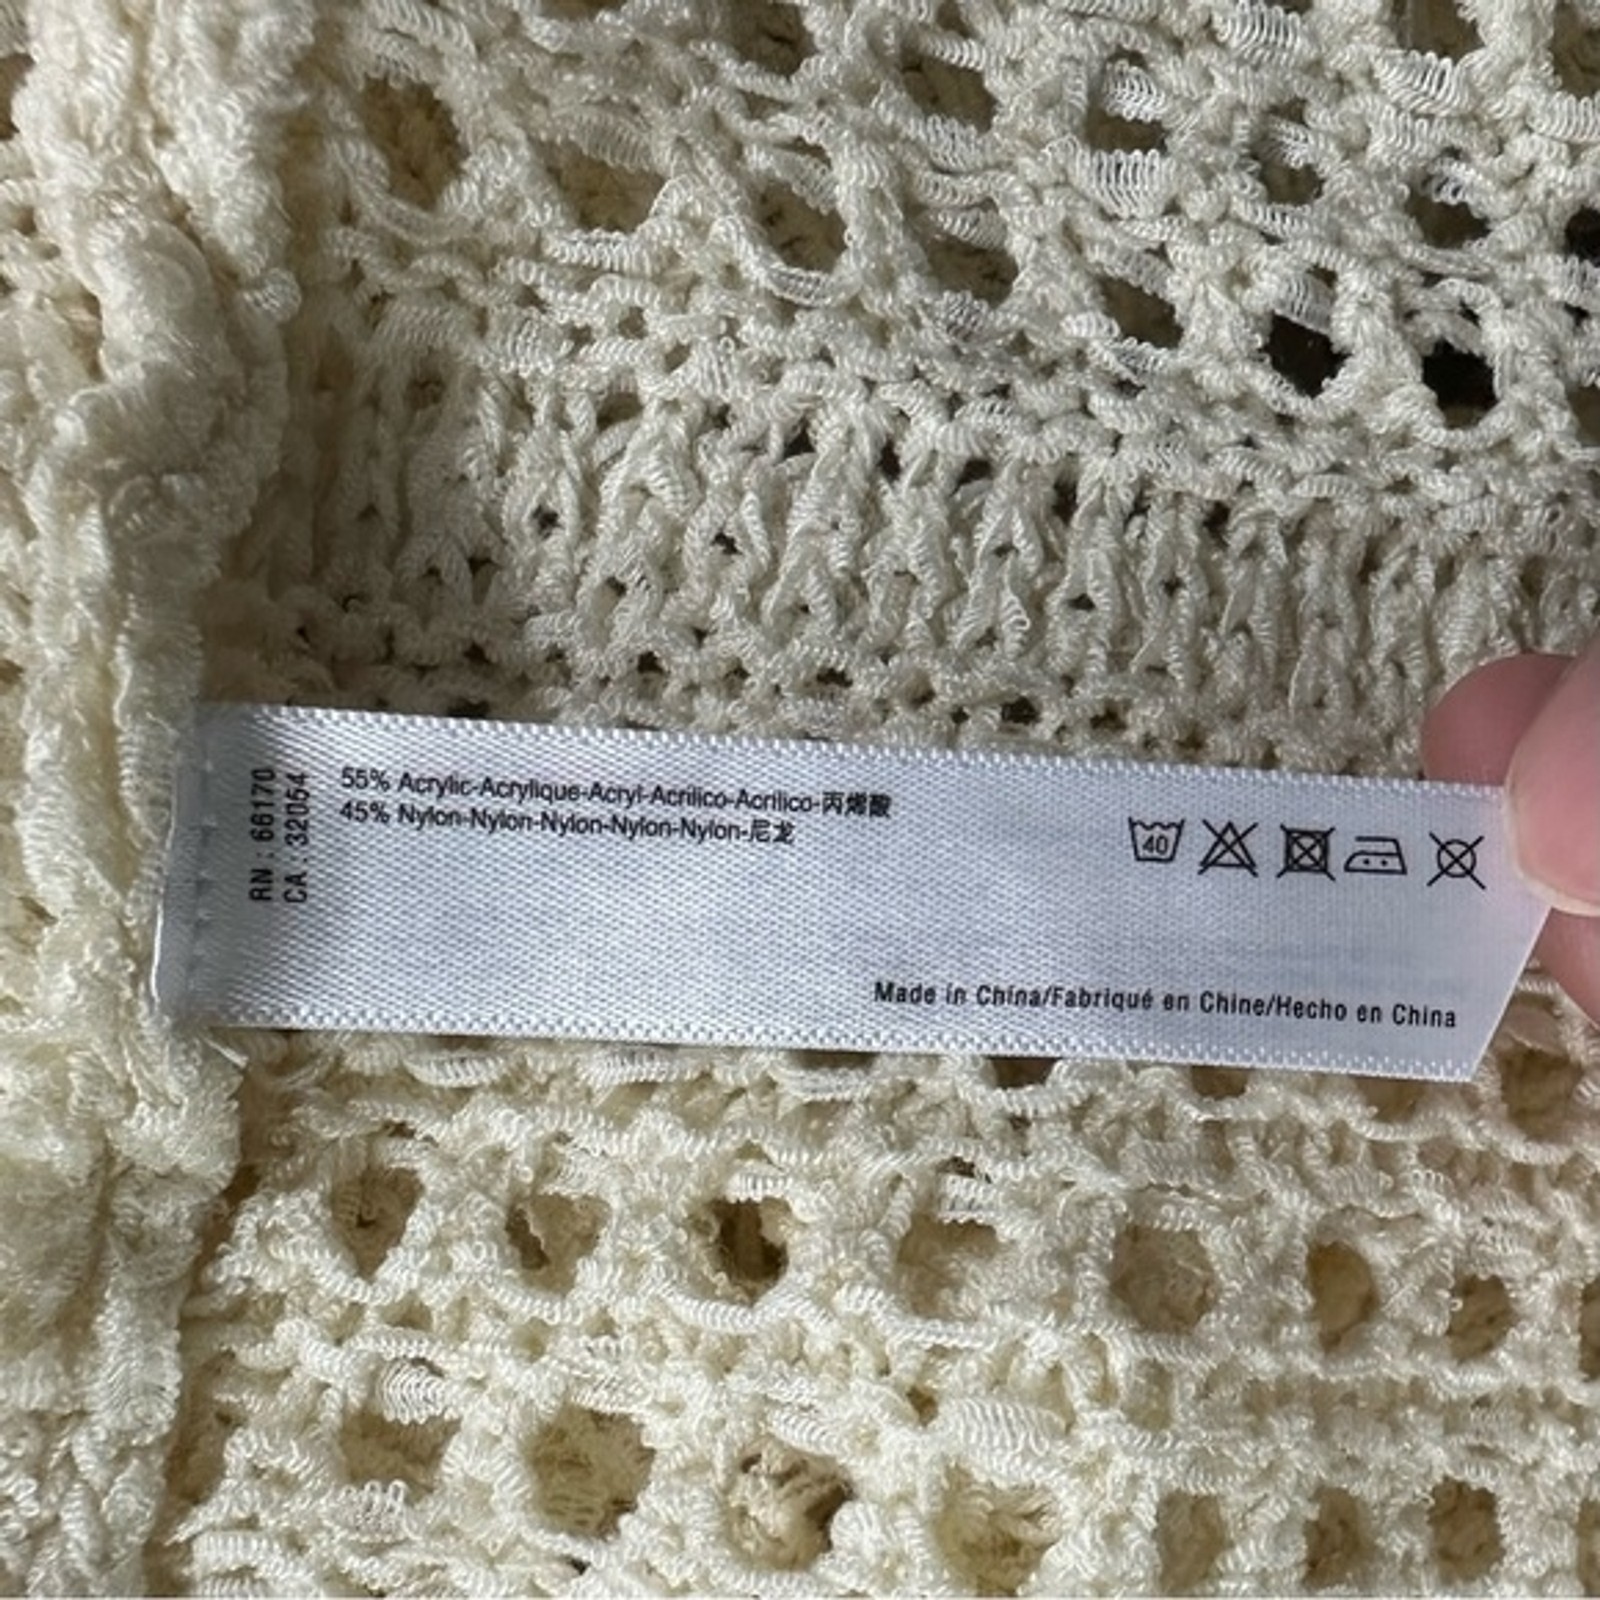 RN : 66170
CA : 32054
55% Acrylic-Acrylique-Acryl-Acrilico-Acrílico-丙烯酸
45% Nylon-Nylon-Nylon-Nylon-Nylon-尼龙
40
Made in China/Fabriqué en Chine/Hecho en China